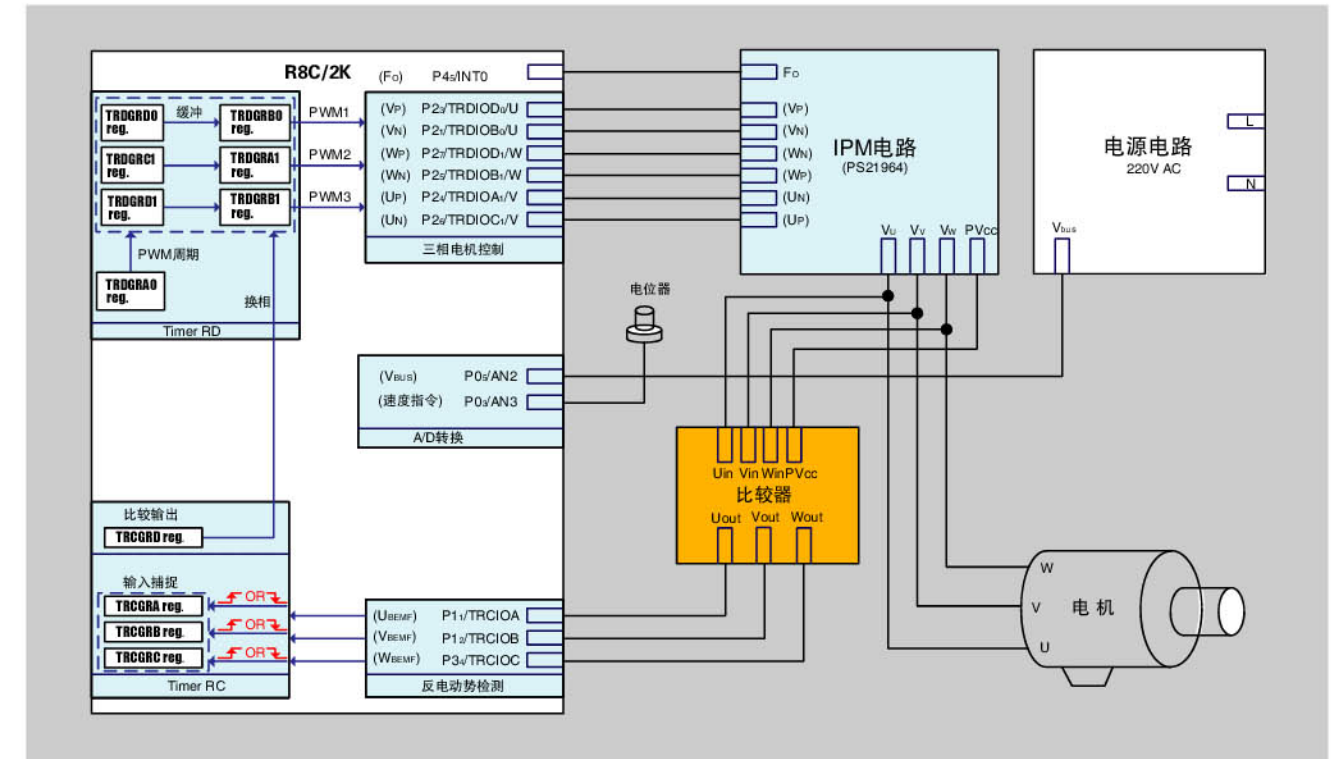 R8C/2K
(Fo) P45/INT0
TRDGRD0 reg.
缓冲
TRDGRB0 reg.
PWM1
TRDGRC1 reg.
TRDGRA1 reg.
PWM2
TRDGRD1 reg.
TRDGRB1 reg.
PWM3
PWM周期
TRDGRA0 reg.
换相
Timer RD
(VP) P23/TRDIOD0/U
(VN) P21/TRDIOB0/U
(WP) P27/TRDIOD1/W
(WN) P25/TRDIOB1/W
(UP) P24/TRDIOA1/V
(UN) P26/TRDIOC1/V
三相电机控制
Fo
(VP)
(VN)
(WN)
(WP)
(UN)
(UP)
IPM电路
(PS21964)
VU VV VW PVCC
电源电路
220V AC
L
N
Vbus
电位器
(VBUS) P05/AN2
(速度指令) P03/AN3
A/D转换
Uin Vin Win PVcc
比较器
Uout Vout Wout
比较输出
TRCGRD reg.
输入捕捉
TRCGRA reg.
OR
TRCGRB reg.
OR
TRCGRC reg.
OR
Timer RC
(UBEMF) P11/TRCIOA
(VBEMF) P12/TRCIOB
(WBEMF) P34/TRCIOC
反电动势检测
W
V
电机
U